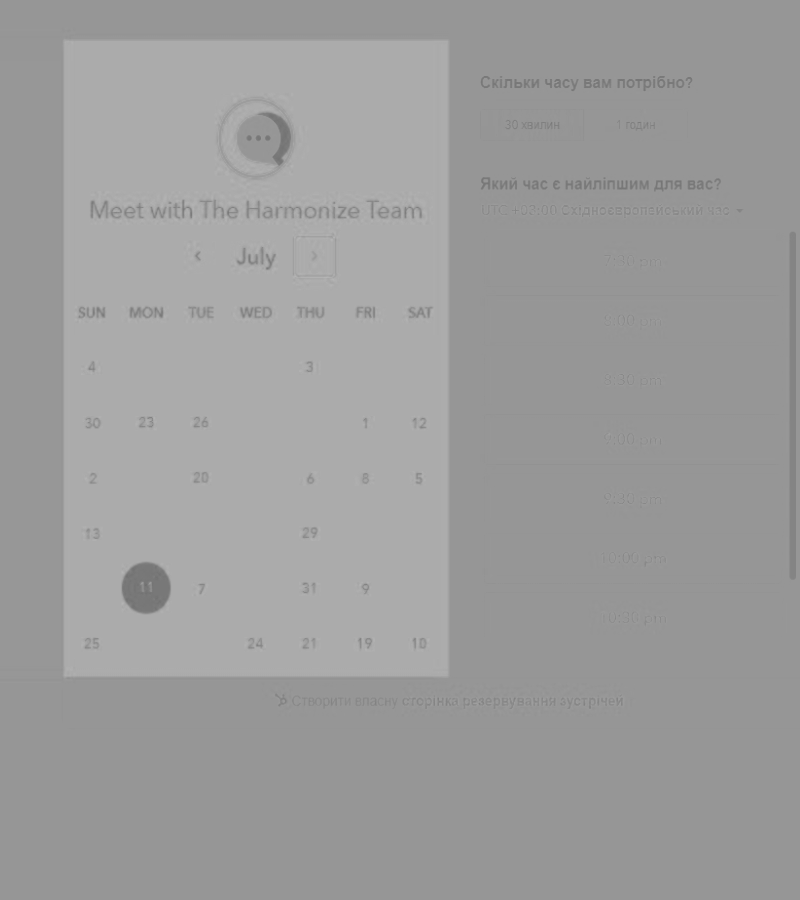 Meet with The Harmonize Team
July
SUN MON TUE WED THU FRI SAT
4 3
30 23 26 1 12
2 20 6 8 5
13 29
11 7 31 9
25 24 21 19 10
Скільки часу вам потрібно?
30 хвилин 1 годин
Який час є найліпшим для вас?
UTC +02:00 Східноєвропейський час
7:30 pm
8:00 pm
8:30 pm
9:00 pm
9:30 pm
10:00 pm
10:30 pm
Створити власну сторінка резервування зустрічей